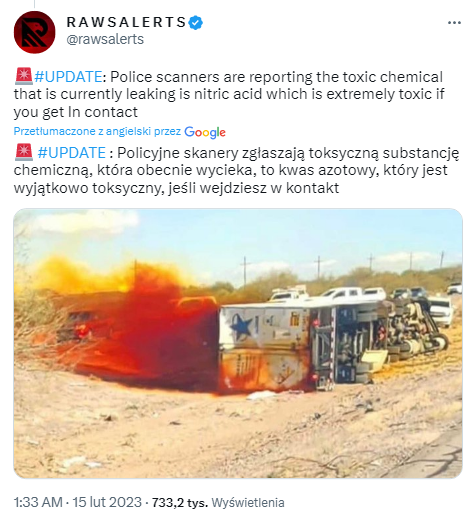 RAWSALERTS
@rawsalerts
🚨#UPDATE: Police scanners are reporting the toxic chemical
that is currently leaking is nitric acid which is extremely toxic if
you get In contact
Przetłumaczone z angielski przez Google
🚨 #UPDATE : Policyjne skanery zgłaszają toksyczną substancję
chemiczną, która obecnie wycieka, to kwas azotowy, który jest
wyjątkowo toksyczny, jeśli wejdziesz w kontakt
1:33 AM · 15 lut 2023 · 733,2 tys. Wyświetlenia